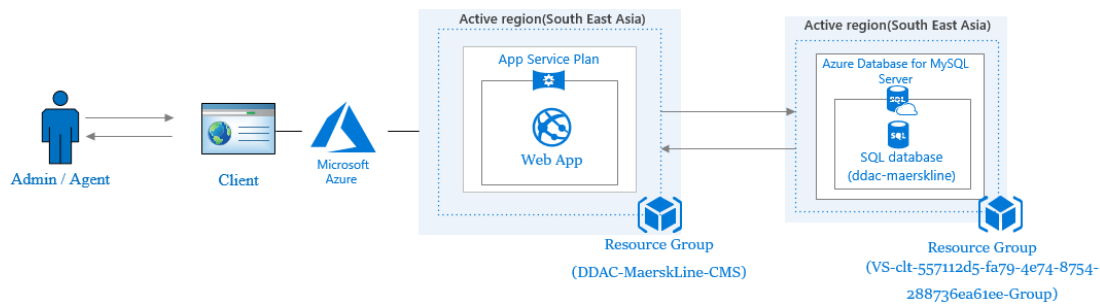 Active region(South East Asia)
App Service Plan
Web App
Admin / Agent
Client
Microsoft
Azure
Resource Group
(DDAC-MaerskLine-CMS)
Active region(South East Asia)
Azure Database for MySQL
Server
SQL
SQL
SQL database
(ddac-maerskline)
Resource Group
(VS-clt-557112d5-fa79-4e74-8754-
288736ea61ee-Group)